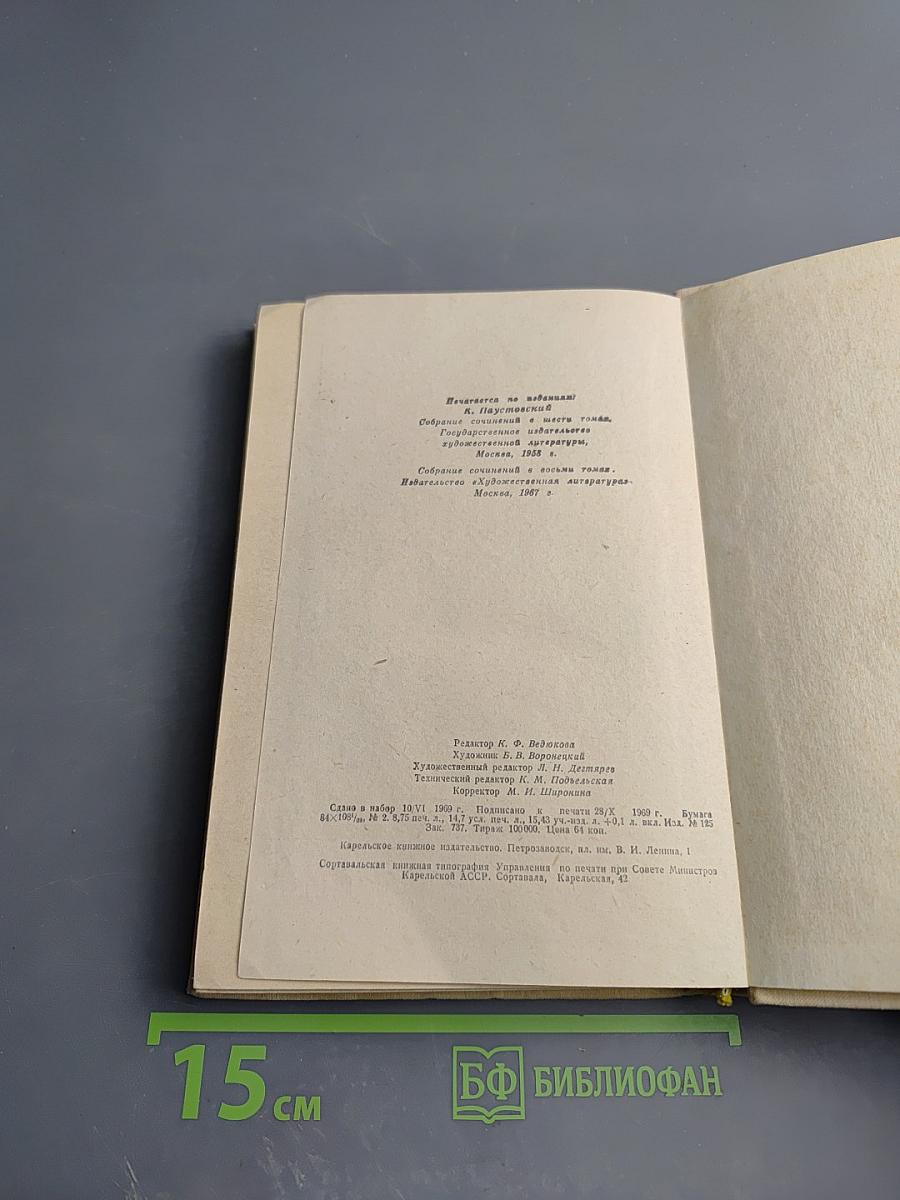 Печатается по изданиям:
К. Паустовский
Собрание сочинений в шести томах,
Государственное издательство
художественной литературы,
Москва, 1958 г.
Собрание сочинений в восьми томах.
Издательство «Художественная литература».
Москва, 1967 г.
Редактор К. Ф. Ведюкова
Художник Б. В. Воронецкий
Художественный редактор Л. Н. Дегтярев
Технический редактор К. М. Подъельская
Корректор М. И. Широнина
Сдано в набор 10/VI 1969 г. Подписано к печати 28/X 1969 г. Бумага
84×108¹/₃₂, № 2. 8,75 печ. л., 14,7 усл. печ. л., 15,43 уч.-изд. л. +0,1 л. вкл. Изд. № 125
Зак. 737. Тираж 100000. Цена 64 коп.
Карельское книжное издательство. Петрозаводск, пл. им. В. И. Ленина, 1
Сортавальская книжная типография Управления по печати при Совете Министров
Карельской АССР. Сортавала, Карельская, 42
15 см
БФ БИБЛИОФАН